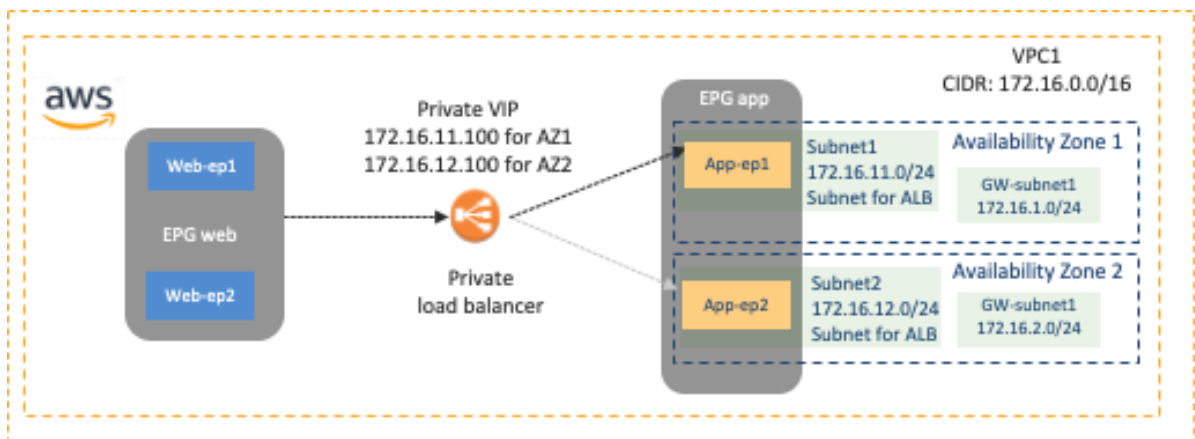 VPC1
CIDR: 172.16.0.0/16
aws
Private VIP
172.16.11.100 for AZ1
172.16.12.100 for AZ2
EPG app
Web-ep1
EPG web
Web-ep2
Private
load balancer
App-ep1
Subnet1
172.16.11.0/24
Subnet for ALB
Availability Zone 1
GW-subnet1
172.16.1.0/24
App-ep2
Subnet2
172.16.12.0/24
Subnet for ALB
Availability Zone 2
GW-subnet1
172.16.2.0/24